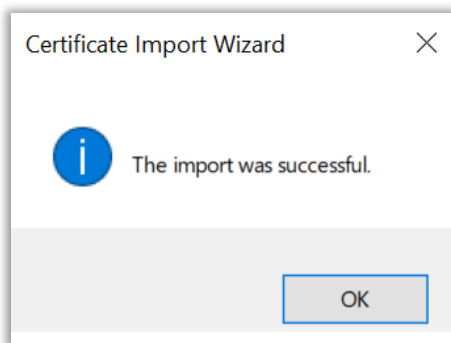 Certificate Import Wizard
The import was successful.
OK